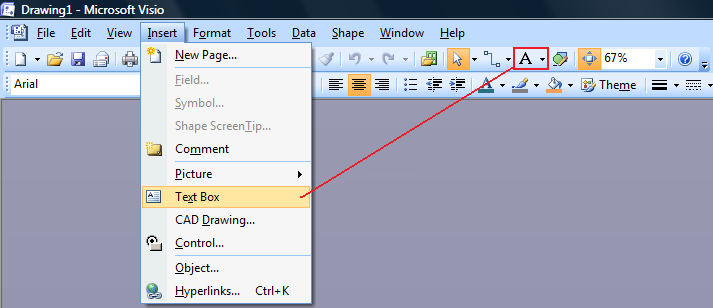 Drawing1 - Microsoft Visio
File Edit View Insert Format Tools Data Shape Window Help
A 67%
Arial A Theme
New Page...
Field...
Symbol...
Shape ScreenTip...
Comment
Picture
Text Box
CAD Drawing...
Control...
Object...
Hyperlinks... Ctrl+K